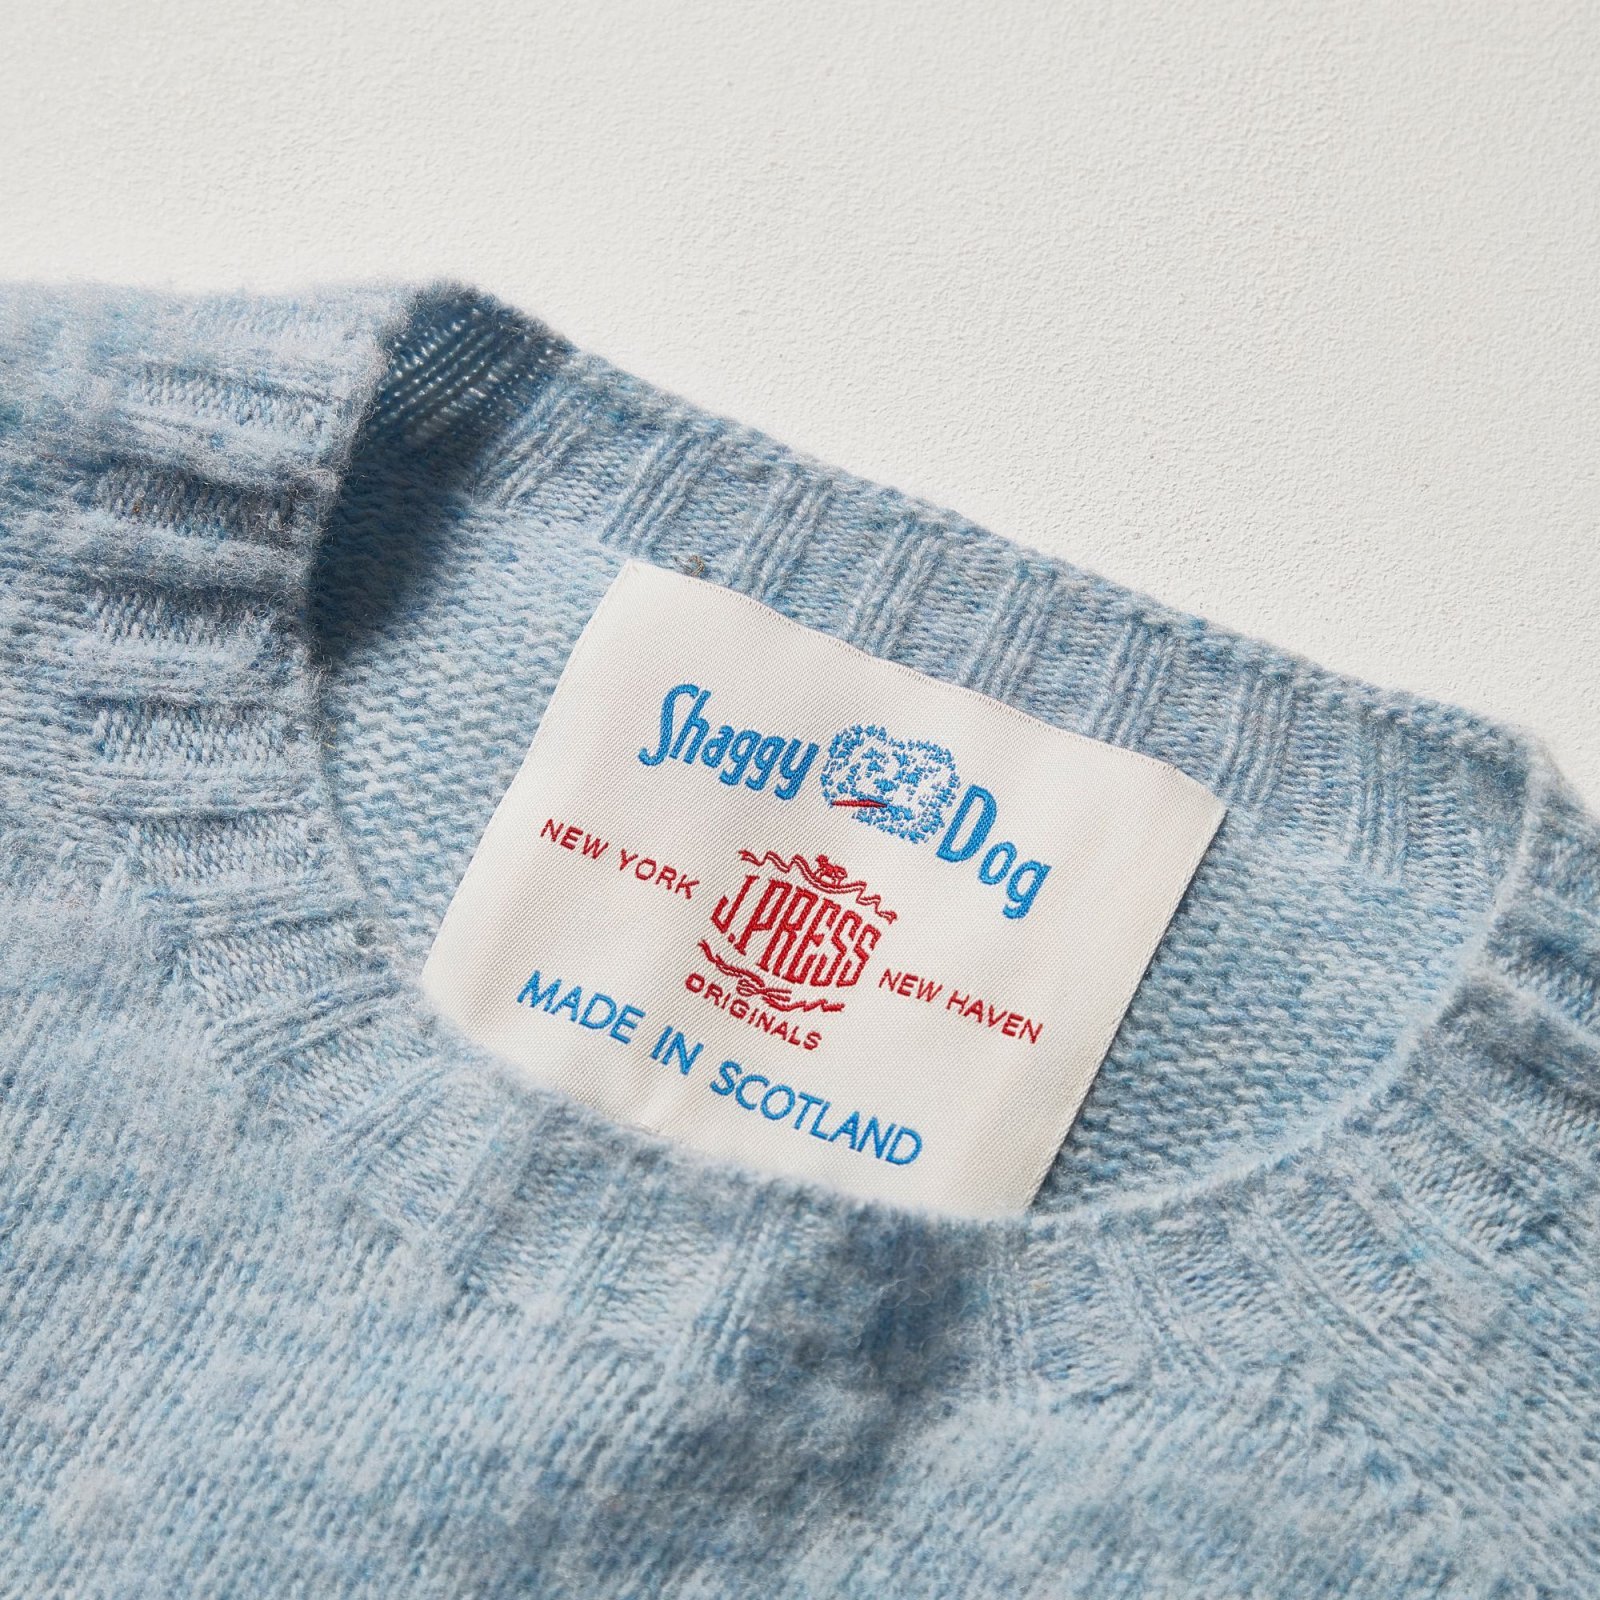 Shaggy Dog
NEW YORK J.PRESS NEW HAVEN
ORIGINALS
MADE IN SCOTLAND